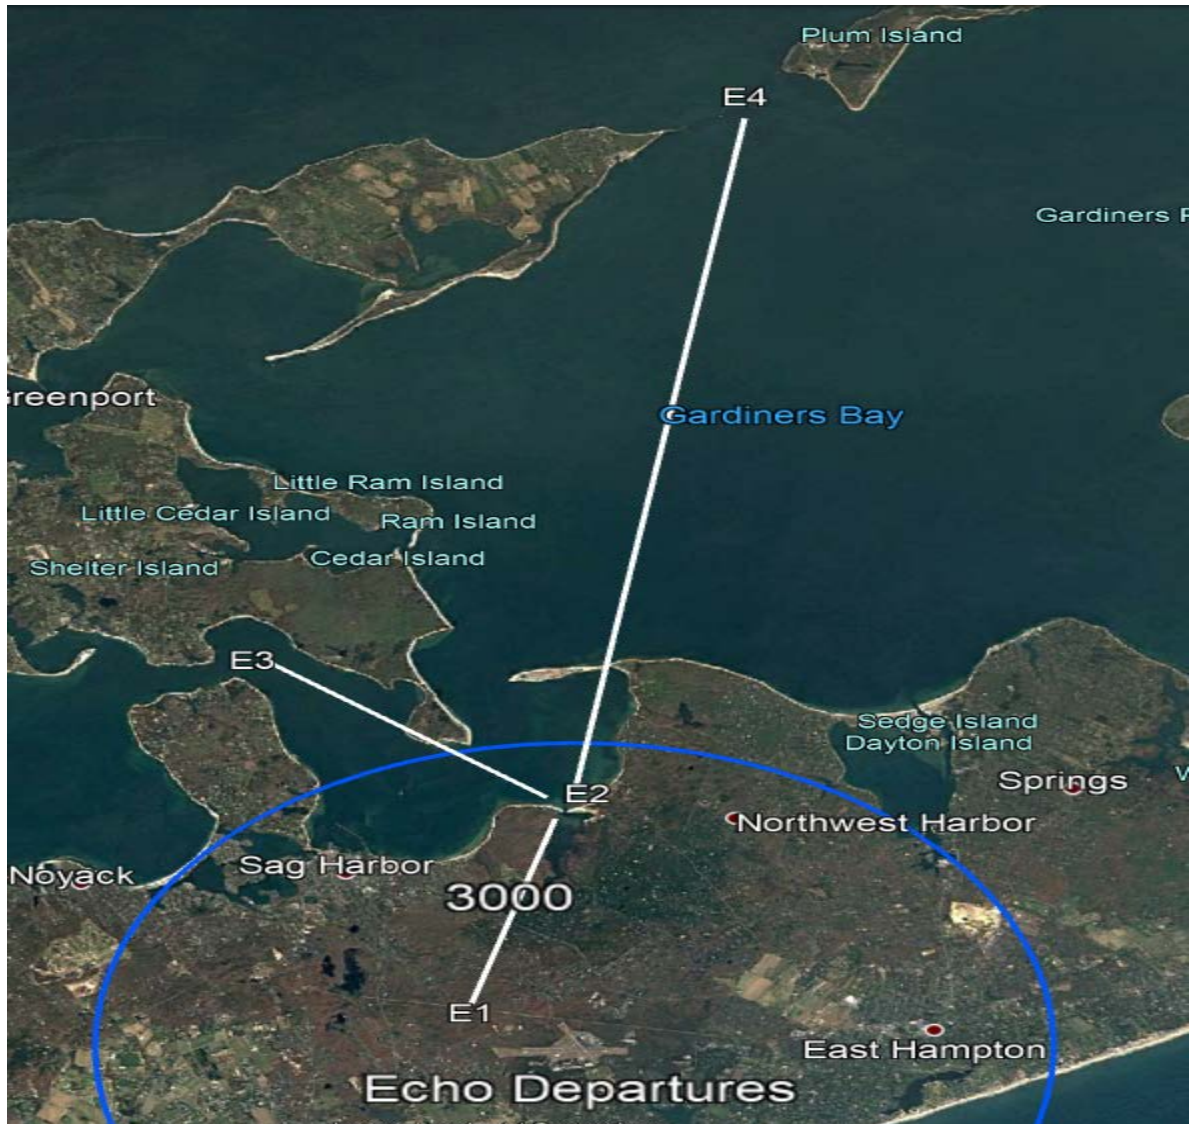 Plum Island
E4
Gardiners P
Greenport
Gardiners Bay
Little Ram Island
Little Cedar Island
Ram Island
Cedar Island
Shelter Island
E3
Sedge Island
Dayton Island
Springs
W
E2
Northwest Harbor
Sag Harbor
Noyack
3000
E1
East Hampton
Echo Departures